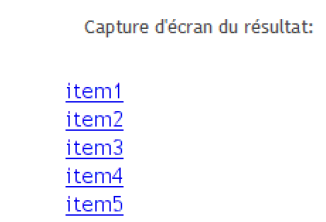 Capture d'écran du résultat:
item1
item2
item3
item4
item5